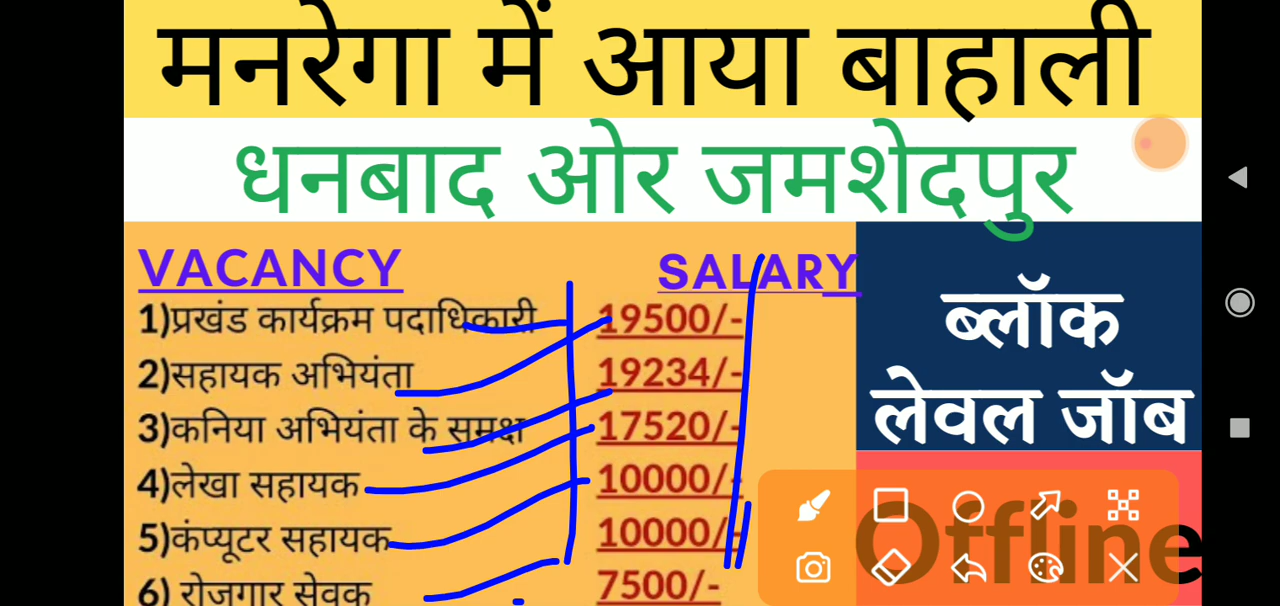 मनरेगा में आया बाहाली
धनबाद ओर जमशेदपुर
VACANCY SALARY
1)प्रखंड कार्यक्रम पदाधिकारी 19500/-
2)सहायक अभियंता 19234/-
3)कनिया अभियंता के समक्ष 17520/-
4)लेखा सहायक 10000/-
5)कंप्यूटर सहायक 10000/-
6) रोजगार सेवक 7500/-
ब्लॉक
लेवल जॉब
Offline